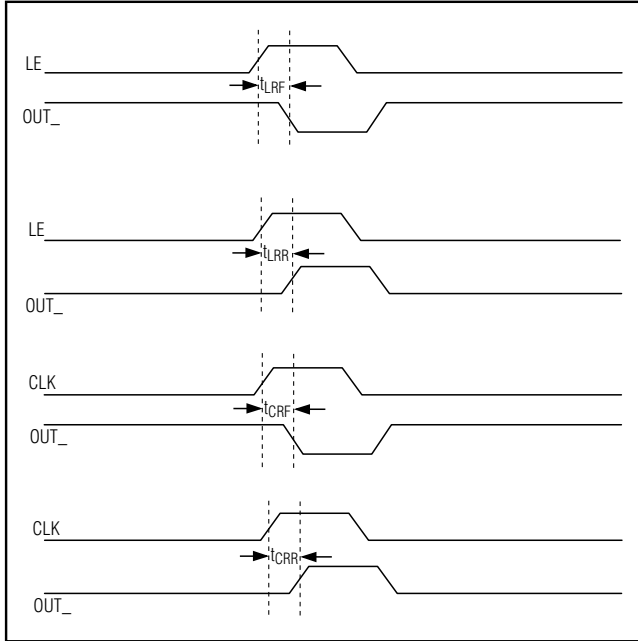 LE
tLRF
OUT_
LE
tLRR
OUT_
CLK
tCRF
OUT_
CLK
tCRR
OUT_